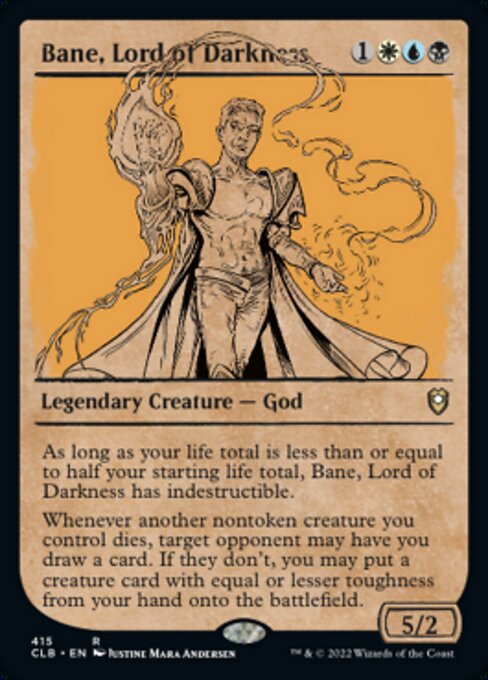 Bane, Lord of Darkness 1
Legendary Creature — God
As long as your life total is less than or equal
to half your starting life total, Bane, Lord of
Darkness has indestructible.
Whenever another nontoken creature you
control dies, target opponent may have you
draw a card. If they don't, you may put a
creature card with equal or lesser toughness
from your hand onto the battlefield.
5/2
415 R
CLB • EN Justine Mara Andersen
™ & © 2022 Wizards of the Coast